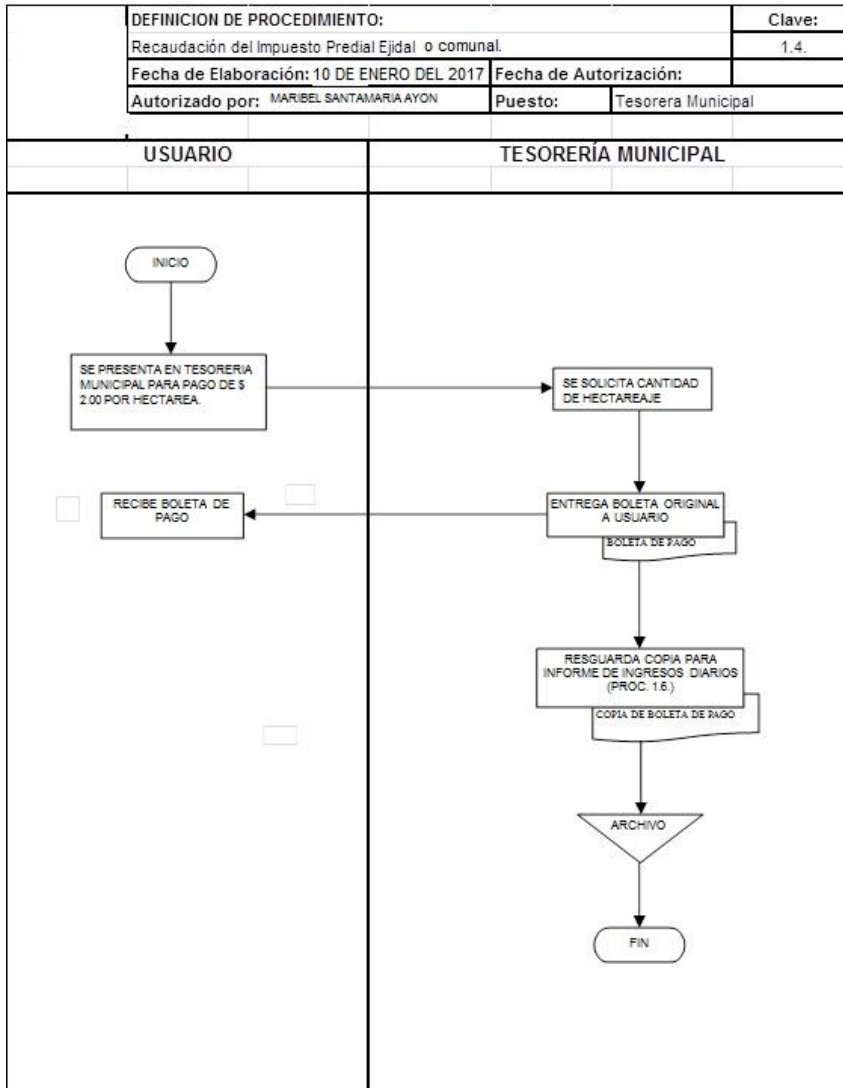 DEFINICION DE PROCEDIMIENTO:
Clave:
Recaudación del Impuesto Predial Ejidal o comunal.
1.4.
Fecha de Elaboración: 10 DE ENERO DEL 2017
Fecha de Autorización:
Autorizado por: MARIBEL SANTAMARIA AYON
Puesto:
Tesorera Municipal
USUARIO
TESORERÍA MUNICIPAL
INICIO
SE PRESENTA EN TESORERIA
MUNICIPAL PARA PAGO DE $
2.00 POR HECTAREA.
SE SOLICITA CANTIDAD
DE HECTAREAJE
ENTREGA BOLETA ORIGINAL
A USUARIO
BOLETA DE PAGO
RECIBE BOLETA DE
PAGO
RESGUARDA COPIA PARA
INFORME DE INGRESOS DIARIOS
(PROC. 1.6.)
COPIA DE BOLETA DE PAGO
ARCHIVO
FIN